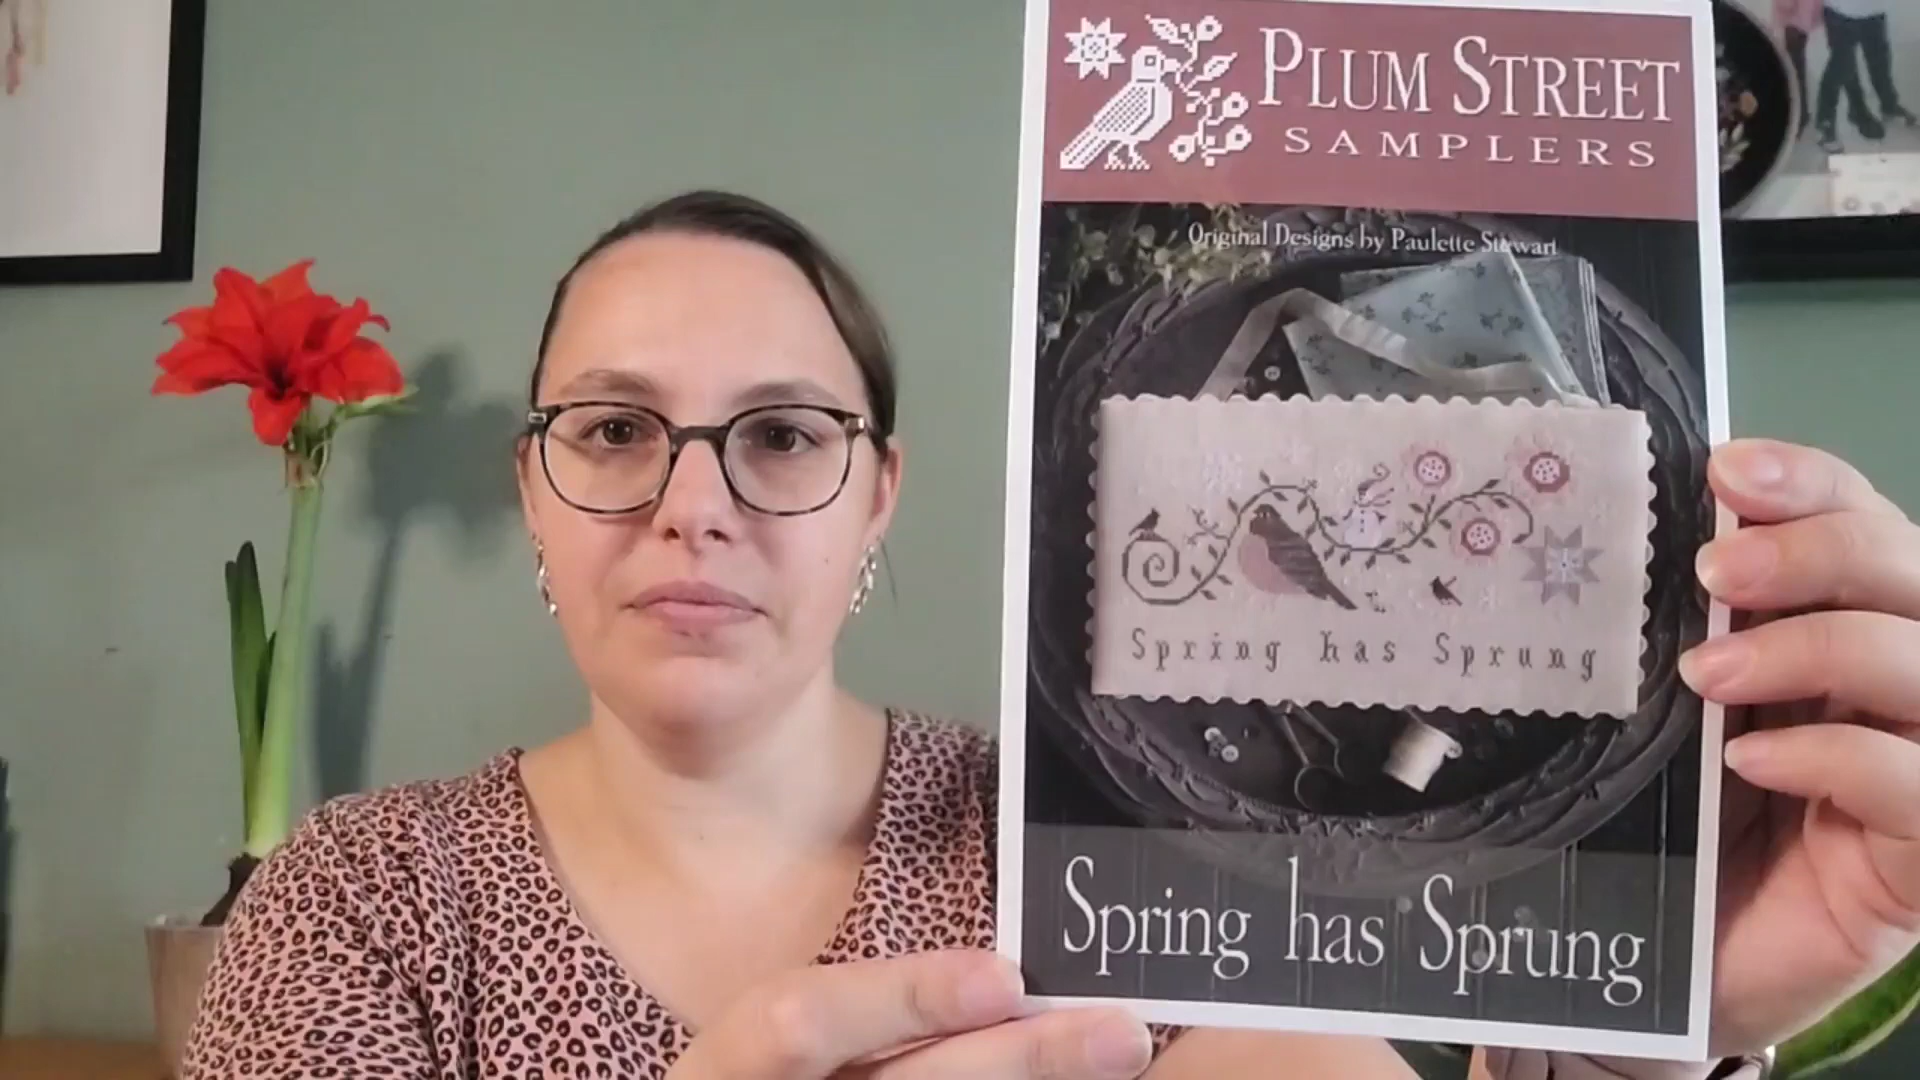 PLUM STREET
SAMPLERS
Original Designs by Paulette Stewart
Spring has Sprung
Spring has Sprung